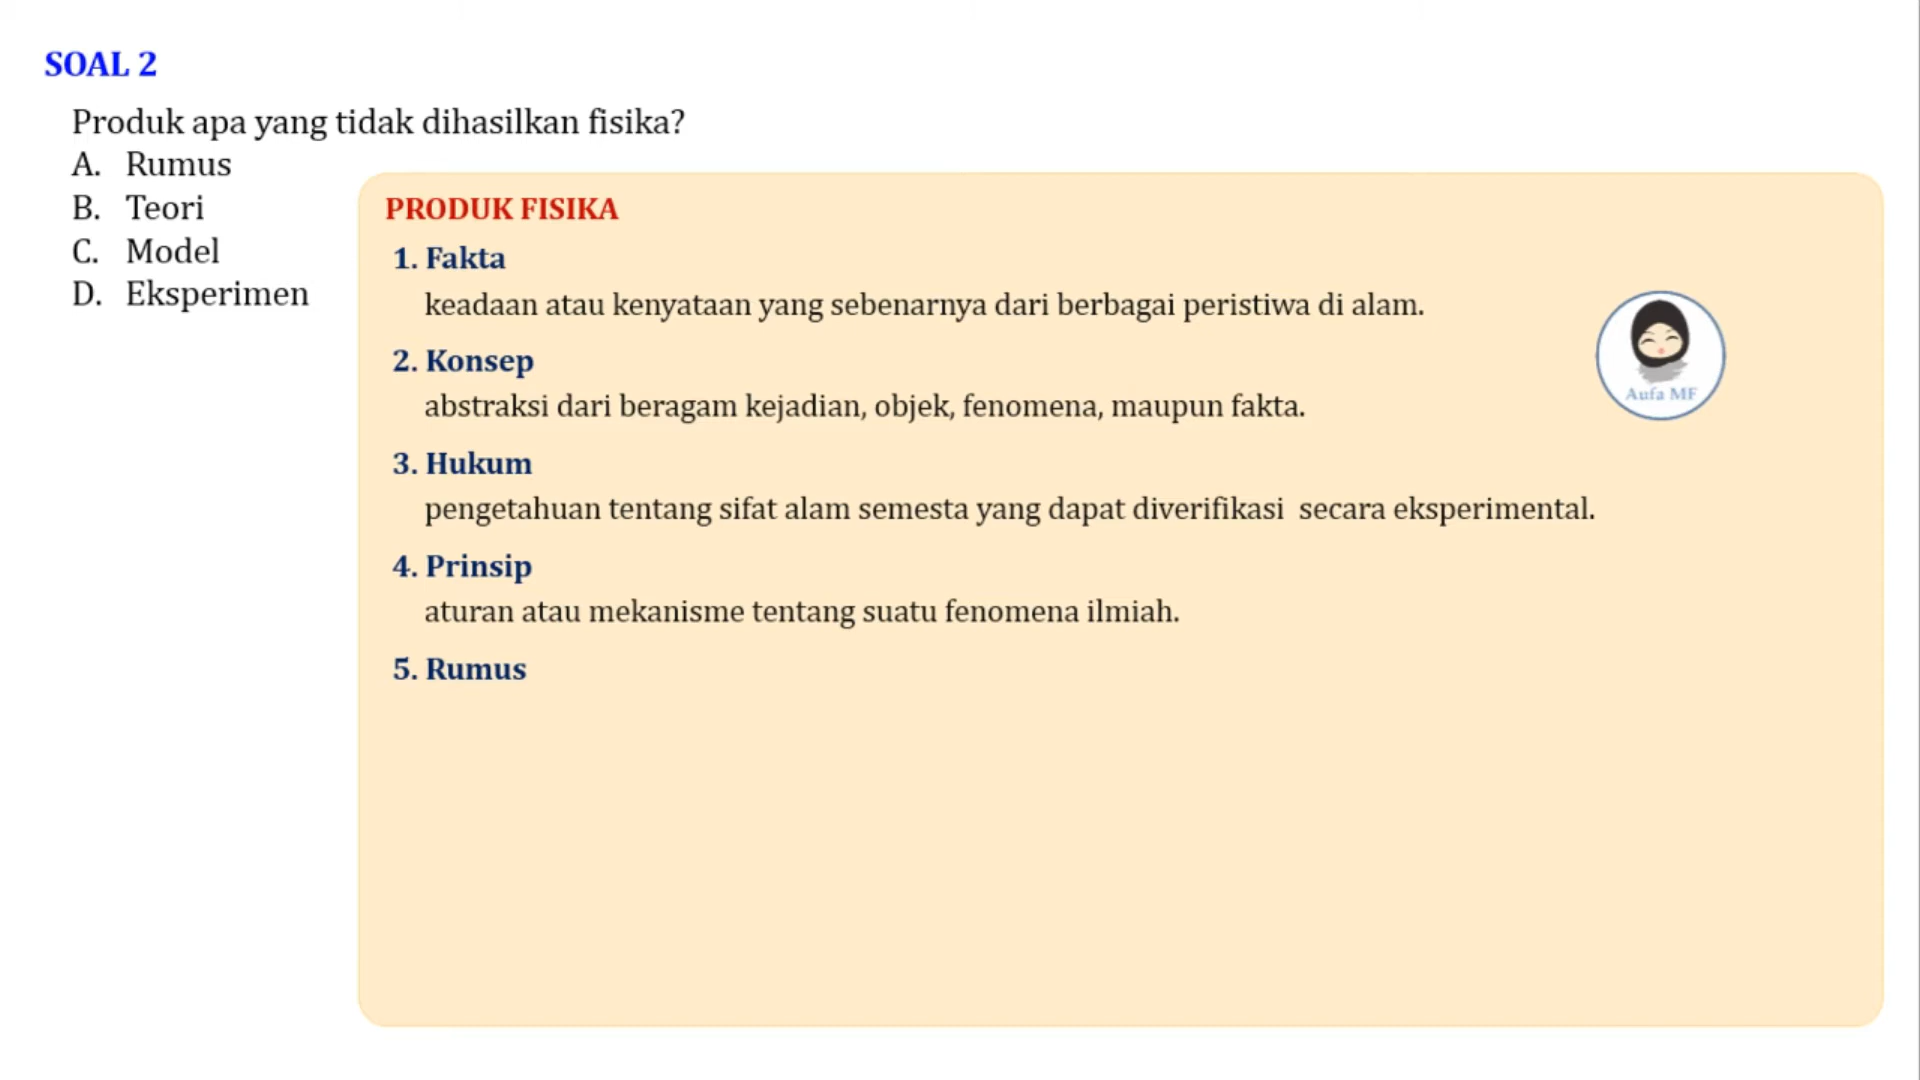 SOAL 2
Produk apa yang tidak dihasilkan fisika?
A. Rumus
B. Teori
C. Model
D. Eksperimen
PRODUK FISIKA
1. Fakta
keadaan atau kenyataan yang sebenarnya dari berbagai peristiwa di alam.
2. Konsep
abstraksi dari beragam kejadian, objek, fenomena, maupun fakta.
3. Hukum
pengetahuan tentang sifat alam semesta yang dapat diverifikasi secara eksperimental.
4. Prinsip
aturan atau mekanisme tentang suatu fenomena ilmiah.
5. Rumus
Aufa MF